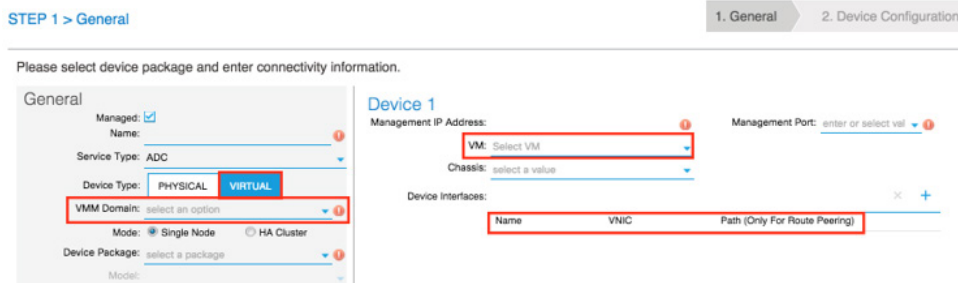 STEP 1 > General
1. General
2. Device Configuration
Please select device package and enter connectivity information.
General
Managed:
Name:
Service Type: ADC
Device Type: PHYSICAL VIRTUAL
VMM Domain: select an option
Mode: Single Node HA Cluster
Device Package: select a package
Model:
Device 1
Management IP Address:
Management Port: enter or select val
VM: Select VM
Chassis: select a value
Device Interfaces:
Name VNIC Path (Only For Route Peering)